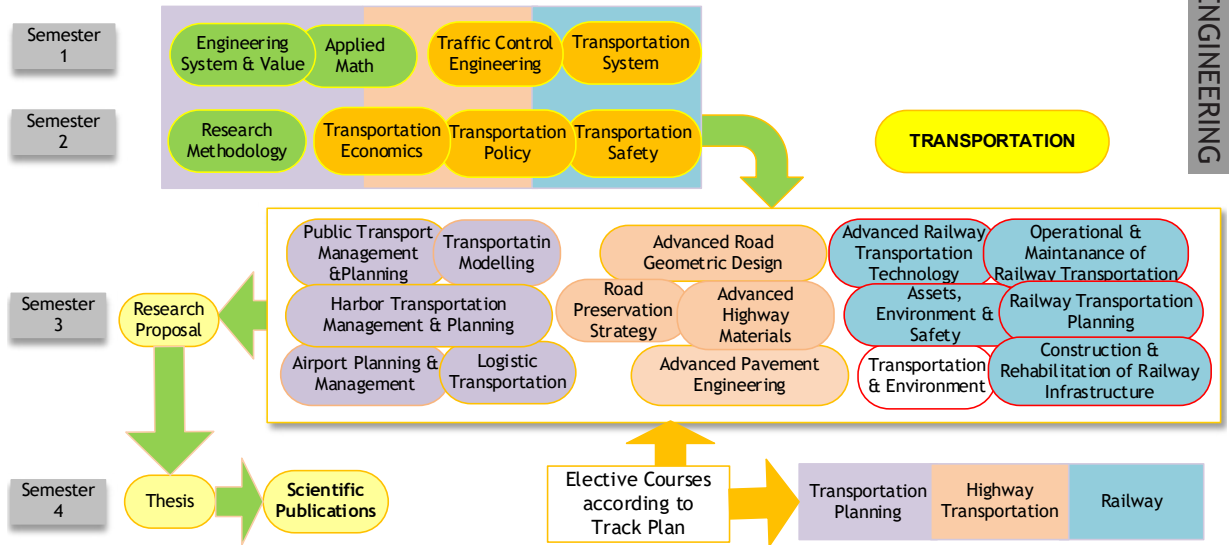 ENGINEERING
Semester
1
Engineering
System & Value
Applied
Math
Traffic Control
Engineering
Transportation
System
Semester
2
Research
Methodology
Transportation
Economics
Transportation
Policy
Transportation
Safety
TRANSPORTATION
Semester
3
Research
Proposal
Public Transport
Management
&Planning
Transportatin
Modelling
Harbor Transportation
Management & Planning
Airport Planning &
Management
Logistic
Transportation
Advanced Road
Geometric Design
Road
Preservation
Strategy
Advanced
Highway
Materials
Advanced Pavement
Engineering
Advanced Railway
Transportation
Technology
Operational &
Maintanance of
Railway Transportation
Assets,
Environment &
Safety
Railway Transportation
Planning
Transportation
& Environment
Construction &
Rehabilitation of Railway
Infrastructure
Semester
4
Thesis
Scientific
Publications
Elective Courses
according to
Track Plan
Transportation
Planning
Highway
Transportation
Railway